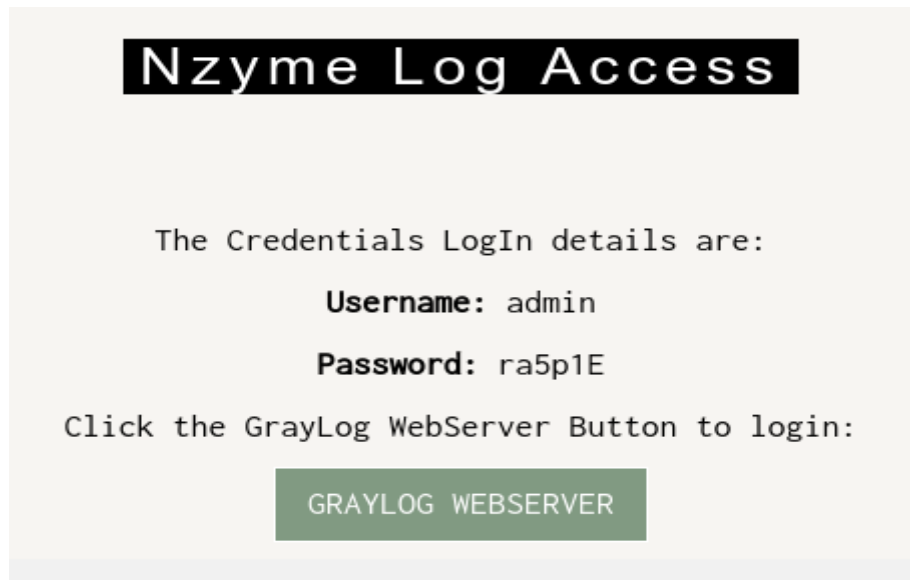 Nzyme Log Access
The Credentials LogIn details are:
Username: admin
Password: ra5p1E
Click the GrayLog WebServer Button to login:
GRAYLOG WEBSERVER